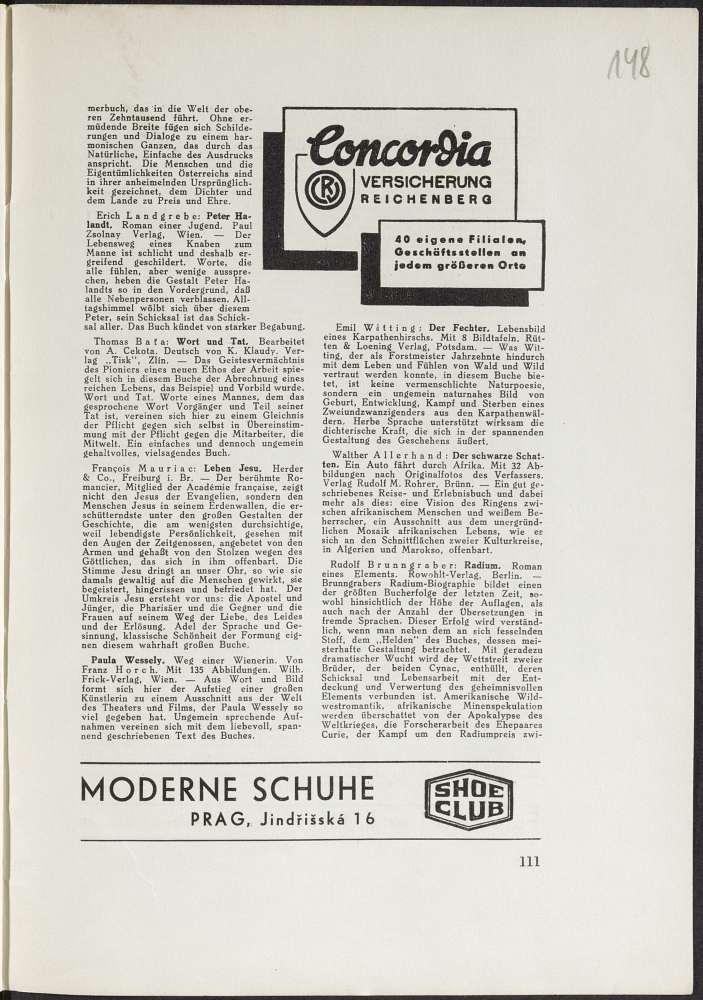 148
merbuch, das in die Welt der obe-
ren Zehntausend führt. Ohne er-
müdende Breite fügen sich Schilde-
rungen und Dialoge zu einem har-
monischen Ganzen, das durch das
Natürliche, Einfache des Ausdrucks
anspricht. Die Menschen und die
Eigentümlichkeiten Österreichs sind
in ihrer anheimelnden Ursprünglich-
keit gezeichnet, dem Dichter und
dem Lande zu Preis und Ehre.
Erich Landgrebe: Peter Ha-
landt, Roman einer Jugend. Paul
Zsolnay Verlag, Wien. — Der
Lebensweg eines Knaben zum
Manne ist schlicht und deshalb er-
greifend geschildert. Worte, die
alle fühlen, aber wenige ausspre-
chen, heben die Gestalt Peter Ha-
landts so in den Vordergrund, daß
alle Nebenpersonen verblassen. All-
tagshimmel wölbt sich über diesem
Peter, sein Schicksal ist das Schick-
sal aller. Das Buch kündet von starker Begabung.
Thomas Baťa: Wort und Tat. Bearbeitet
von A. Cekota. Deutsch von K. Klaudy. Ver-
lag „Tisk", Zlín. — Das Geistesvermächtnis
des Pioniers eines neuen Ethos der Arbeit spie-
gelt sich in diesem Buche der Abrechnung eines
reichen Lebens, das Beispiel und Vorbild wurde.
Wort und Tat. Worte eines Mannes, dem das
gesprochene Wort Vorgänger und Teil seiner
Tat ist, vereinen sich hier zu einem Gleichnis
der Pflicht gegen sich selbst in Übereinstim-
mung mit der Pflicht gegen die Mitarbeiter, die
Mitwelt. Ein einfaches und dennoch ungemein
gehaltvolles, vielsagendes Buch.
François Mauriac: Leben Jesu. Herder
& Co., Freiburg i. Br. — Der berühmte Ro-
mancier, Mitglied der Académie française, zeigt
nicht den Jesus der Evangelien, sondern den
Menschen Jesus in seinem Erdenwallen, die er-
schütterndste unter den großen Gestalten der
Geschichte, die am wenigsten durchsichtige,
weil lebendigste Persönlichkeit, gesehen mit
den Augen der Zeitgenossen, angebetet von den
Armen und gehaßt von den Stolzen wegen des
Göttlichen, das sich in ihm offenbart. Die
Stimme Jesu dringt an unser Ohr, so wie sie
damals gewaltig auf die Menschen gewirkt, sie
begeistert, hingerissen und befriedet hat. Der
Umkreis Jesu ersteht vor uns: die Apostel und
Jünger, die Pharisäer und die Gegner und die
Frauen auf seinem Weg der Liebe, des Leides
und der Erlösung. Adel der Sprache und Ge-
sinnung, klassische Schönheit der Formung eig-
nen diesem wahrhaft großen Buche.
Paula Wessely. Weg einer Wienerin. Von
Franz Horch. Mit 135 Abbildungen. Wilh.
Frick-Verlag, Wien. — Aus Wort und Bild
formt sich hier der Aufstieg einer großen
Künstlerin zu einem Ausschnitt aus der Welt
des Theaters und Films, der Paula Wessely so
viel gegeben hat. Ungemein sprechende Auf-
nahmen vereinen sich mit dem liebevoll, span-
nend geschriebenen Text des Buches.
Concordia
CRV
VERSICHERUNG
REICHENBERG
40 eigene Filialen,
Geschäftsstellen an
jedem größeren Orte
Emil Witting: Der Fechter. Lebensbild
eines Karpathenhirschs. Mit 8 Bildtafeln. Rüt-
ten & Loening Verlag, Potsdam. — Was Wit-
ting, der als Forstmeister Jahrzehnte hindurch
mit dem Leben und Fühlen von Wald und Wild
vertraut werden konnte, in diesem Buche bie-
tet, ist keine vermenschlichte Naturpoesie,
sondern ein ungemein naturnahes Bild von
Geburt, Entwicklung, Kampf und Sterben eines
Zweiundzwanzigenders aus den Karpathenwäl-
dern. Herbe Sprache unterstützt wirksam die
dichterische Kraft, die sich in der spannenden
Gestaltung des Geschehens äußert.
Walther Allerhand: Der schwarze Schat-
ten. Ein Auto fährt durch Afrika. Mit 32 Ab-
bildungen nach Originalfotos des Verfassers.
Verlag Rudolf M. Rohrer, Brünn. — Ein gut ge-
schriebenes Reise- und Erlebnisbuch und dabei
mehr als dies: eine Vision des Ringens zwi-
schen afrikanischem Menschen und weißem Be-
herrscher, ein Ausschnitt aus dem unergründ-
lichen Mosaik afrikanischen Lebens, wie er
sich an den Schnittflächen zweier Kulturkreise,
in Algerien und Marokso, offenbart.
Rudolf Brunngraber: Radium. Roman
eines Elements. Rowohlt-Verlag, Berlin. —
Brunngrabers Radium-Biographie bildet einen
der größten Bucherfolge der letzten Zeit, so-
wohl hinsichtlich der Höhe der Auflagen, als
auch nach der Anzahl der Übersetzungen in
fremde Sprachen. Dieser Erfolg wird verständ-
lich, wenn man neben dem an sich fesselnden
Stoff, dem „Helden" des Buches, dessen mei-
sterhafte Gestaltung betrachtet. Mit geradezu
dramatischer Wucht wird der Wettstreit zweier
Brüder, der beiden Cynac, enthüllt, deren
Schicksal und Lebensarbeit mit der Ent-
deckung und Verwertung des geheimnisvollen
Elements verbunden ist. Amerikanische Wild-
westromantik, afrikanische Minenspekulation
werden überschattet von der Apokalypse des
Weltkrieges, die Forscherarbeit des Ehepaares
Curie, der Kampf um den Radiumpreis zwi-
MODERNE SCHUHE
PRAG, Jindřišská 16
SHOE
CLUB
111